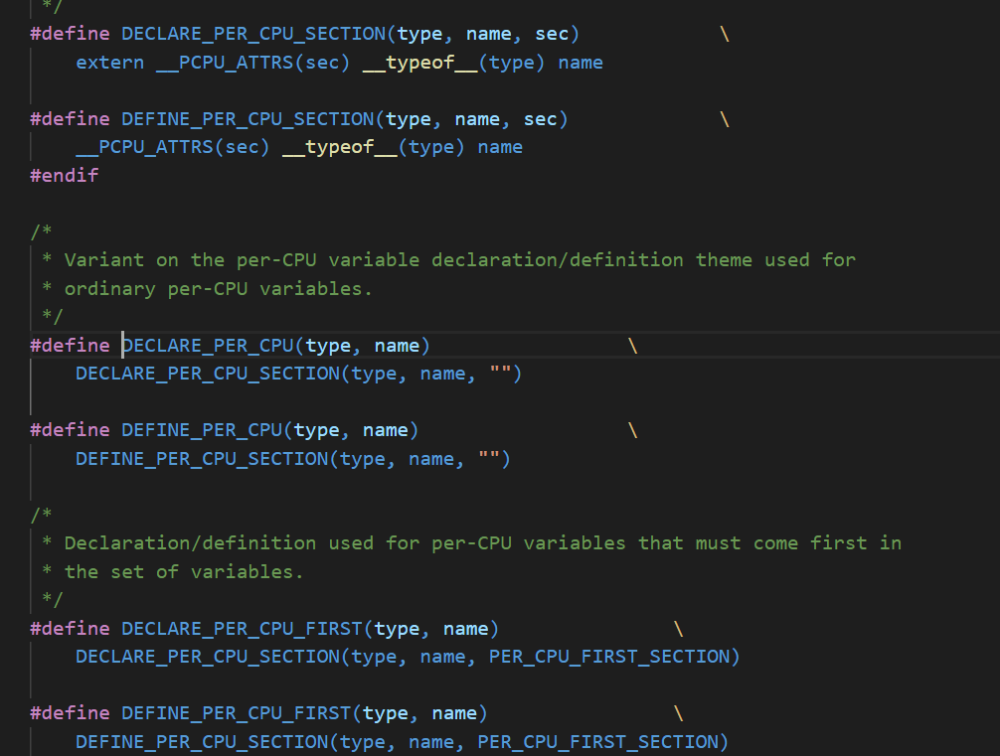 */
#define DECLARE_PER_CPU_SECTION(type, name, sec) \
extern __PCPU_ATTRS(sec) __typeof__(type) name
#define DEFINE_PER_CPU_SECTION(type, name, sec) \
__PCPU_ATTRS(sec) __typeof__(type) name
#endif
/*
* Variant on the per-CPU variable declaration/definition theme used for
* ordinary per-CPU variables.
*/
#define DECLARE_PER_CPU(type, name) \
DECLARE_PER_CPU_SECTION(type, name, "")
#define DEFINE_PER_CPU(type, name) \
DEFINE_PER_CPU_SECTION(type, name, "")
/*
* Declaration/definition used for per-CPU variables that must come first in
* the set of variables.
*/
#define DECLARE_PER_CPU_FIRST(type, name) \
DECLARE_PER_CPU_SECTION(type, name, PER_CPU_FIRST_SECTION)
#define DEFINE_PER_CPU_FIRST(type, name) \
DEFINE_PER_CPU_SECTION(type, name, PER_CPU_FIRST_SECTION)